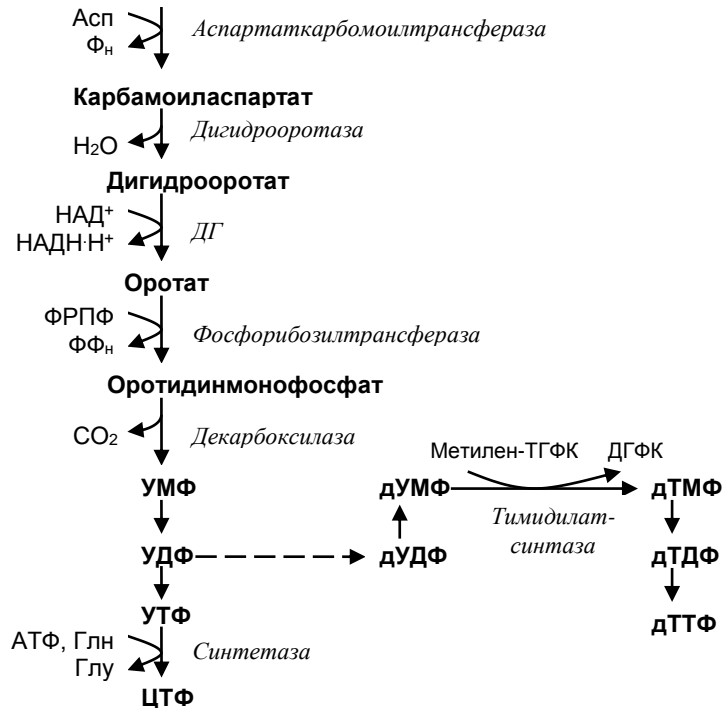 Асп
Фн
Аспартаткарбомоилтрансфераза
Карбамоиласпартат
H₂O
Дигидрооротаза
Дигидрооротат
НАД⁺
НАДН·Н⁺
ДГ
Оротат
ФРПФ
ФФн
Фосфорибозилтрансфераза
Оротидинмонофосфат
CO₂
Декарбоксилаза
Метилен-ТГФК ДГФК
УМФ дУМФ дТМФ
Тимидилат-
синтаза
УДФ дУДФ дТДФ
УТФ дТТФ
АТФ, Глн
Глу
Синтетаза
ЦТФ